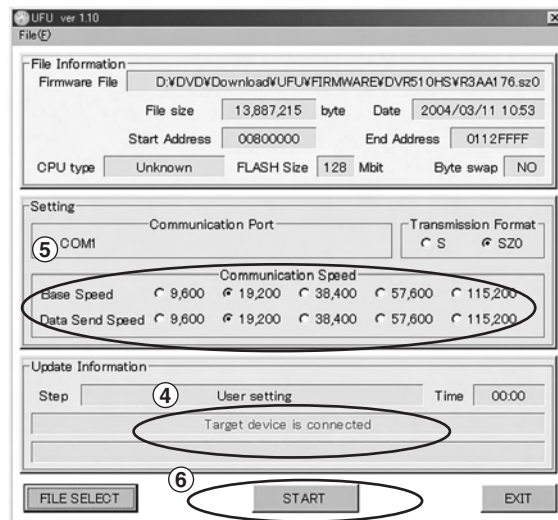 UFU ver 1.10
File(F)
File Information
Firmware File D:¥DVD¥Download¥UFU¥FIRMWARE¥DVR510HS¥R3AA176.sz0
File size 13,887,215 byte Date 2004/03/11 10:53
Start Address 00800000 End Address 0112FFFF
CPU type Unknown FLASH Size 128 Mbit Byte swap NO
Setting
Communication Port Transmission Format
⑤ COM1 S SZ0
Communication Speed
Base Speed 9,600 19,200 38,400 57,600 115,200
Data Send Speed 9,600 19,200 38,400 57,600 115,200
Update Information
Step ④ User setting Time 00:00
Target device is connected
⑥
FILE SELECT START EXIT